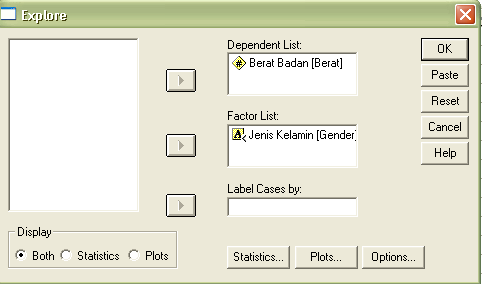 Explore
Dependent List:
Berat Badan [Berat]
Factor List:
Jenis Kelamin [Gender]
Label Cases by:
OK
Paste
Reset
Cancel
Help
Display
Both
Statistics
Plots
Statistics...
Plots...
Options...